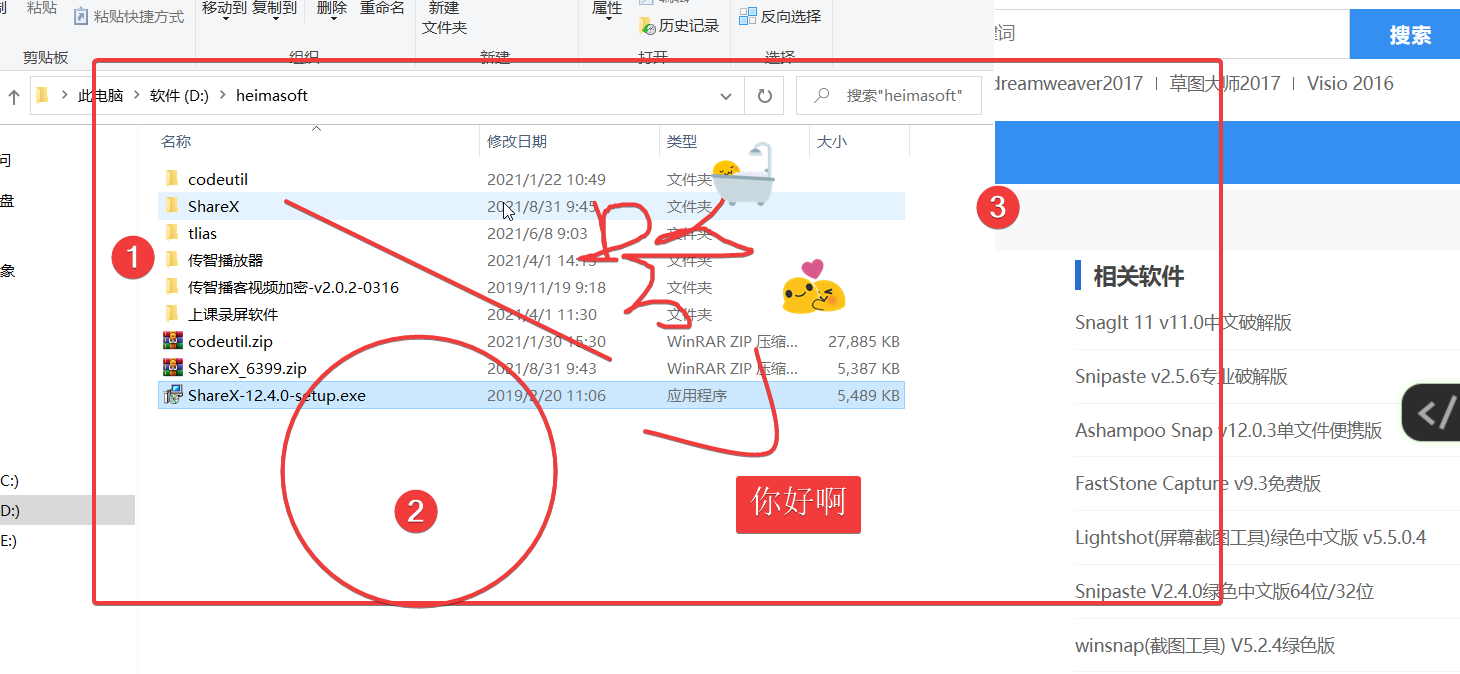 粘贴 粘贴快捷方式 移动到 复制到 删除 重命名 新建 属性 反向选择
文件夹 历史记录
剪贴板 组织 新建 打开 选择
搜索
此电脑 软件 (D:) heimasoft 搜索"heimasoft"
dreamweaver2017 草图大师2017 Visio 2016
名称 修改日期 类型 大小
codeutil 2021/1/22 10:49 文件夹
ShareX 2021/8/31 9:45 文件夹
tlias 2021/6/8 9:03 文件夹
传智播放器 2021/4/1 14:15 文件夹
传智播客视频加密-v2.0.2-0316 2019/11/19 9:18 文件夹
上课录屏软件 2021/4/1 11:30 文件夹
codeutil.zip 2021/1/30 15:30 WinRAR ZIP 压缩... 27,885 KB
ShareX_6399.zip 2021/8/31 9:43 WinRAR ZIP 压缩... 5,387 KB
ShareX-12.4.0-setup.exe 2019/2/20 11:06 应用程序 5,489 KB
问
盘
象
C:)
D:)
E:)
1
2
3
你好啊
相关软件
SnagIt 11 v11.0中文破解版
Snipaste v2.5.6专业破解版
Ashampoo Snap v12.0.3单文件便携版
FastStone Capture v9.3免费版
Lightshot(屏幕截图工具)绿色中文版 v5.5.0.4
Snipaste V2.4.0绿色中文版64位/32位
winsnap(截图工具) V5.2.4绿色版